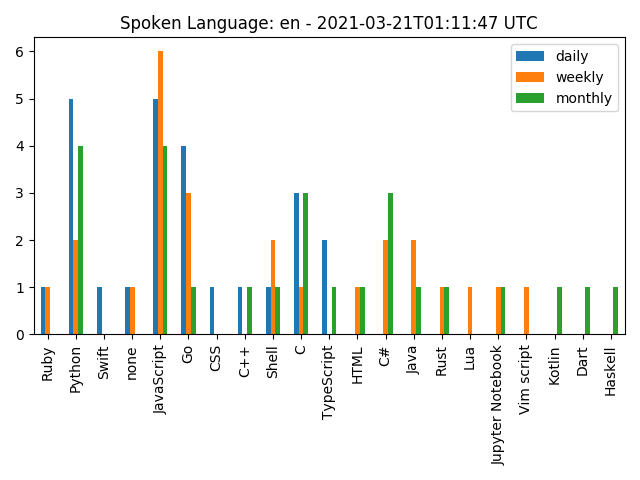 Spoken Language: en - 2021-03-21T01:11:47 UTC
daily
weekly
monthly
6
5
4
3
2
1
0
Ruby
Python
Swift
none
JavaScript
Go
CSS
C++
Shell
C
TypeScript
HTML
C#
Java
Rust
Lua
Jupyter Notebook
Vim script
Kotlin
Dart
Haskell